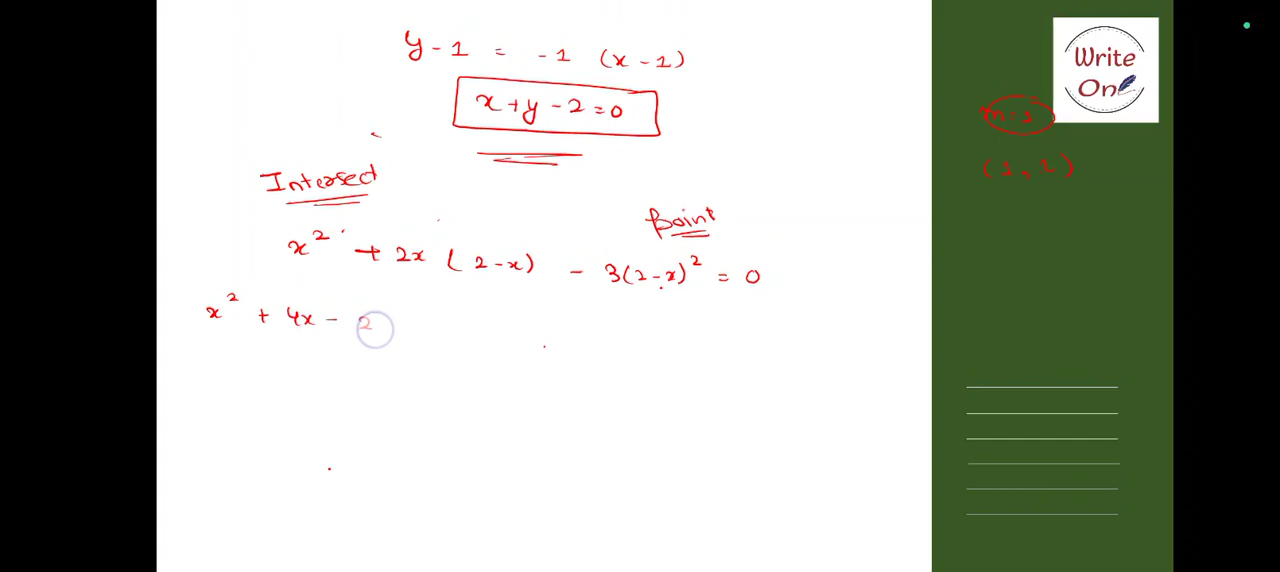 y - 1 = -1 (x - 1)
x + y - 2 = 0
Intersect
Point
x² + 2x (2-x) - 3(2-x)² = 0
x² + 4x - 2
Write
On
(1, 1)